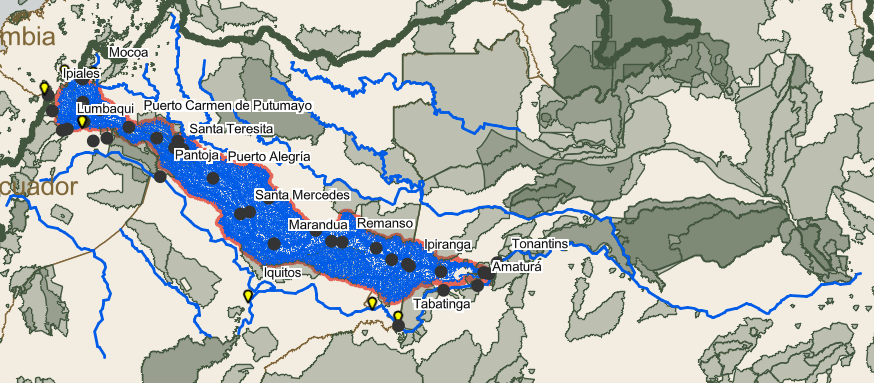 mbia
Mocoa
Ipiales
Lumbaqui
Puerto Carmen de Putumayo
Santa Teresita
Pantoja
Puerto Alegría
cuador
Santa Mercedes
Marandua
Remanso
Ipiranga
Tonantins
Amaturá
Iquitos
Tabatinga